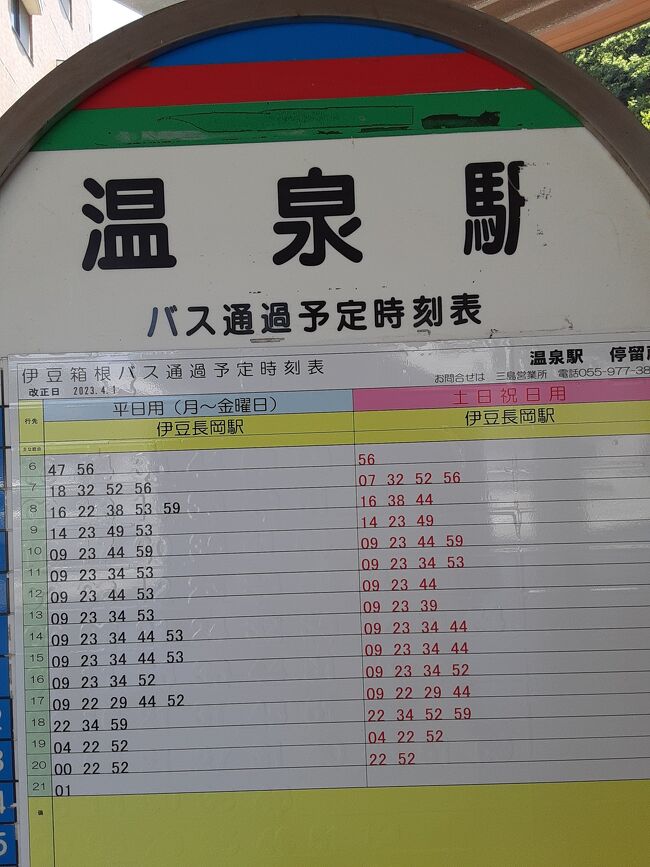 温泉駅
バス通過予定時刻表
伊豆箱根バス通過予定時刻表 温泉駅 停留所
改正日 2023.4.1 お問合せは 三島営業所 電話055-977-38
行先 平日用(月~金曜日) 土日祝日用
伊豆長岡駅 伊豆長岡駅
6 47 56 56
7 18 32 52 56 07 32 52 56
8 16 22 38 53 59 16 38 44
9 14 23 49 53 14 23 49
10 09 23 44 59 09 23 44 59
11 09 23 34 53 09 23 34 53
12 09 23 44 53 09 23 44
13 09 23 34 53 09 23 39
14 09 23 34 44 53 09 23 34 44
15 09 23 34 44 53 09 23 34 44
16 09 23 34 52 09 23 34 52
17 09 22 29 44 52 09 22 29 44
18 22 34 59 22 34 52 59
19 04 22 52 04 22 52
20 00 22 52 22 52
21 01